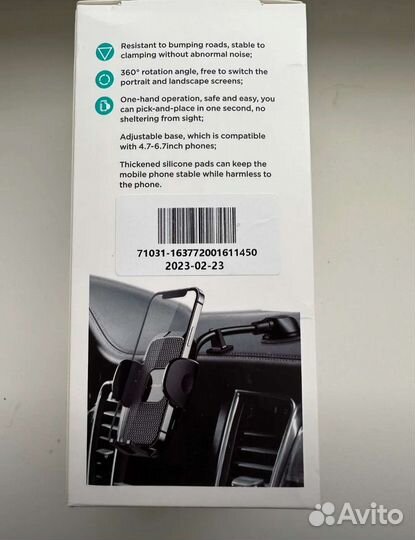 Resistant to bumping roads, stable to
clamping without abnormal noise;
360° rotation angle, free to switch the
portrait and landscape screens;
One-hand operation, safe and easy, you
can pick-and-place in one second, no
sheltering from sight;
Adjustable base, which is compatible
with 4.7-6.7inch phones;
Thickened silicone pads can keep the
mobile phone stable while harmless to
the phone.
71031-163772001611450
2023-02-23
Avito